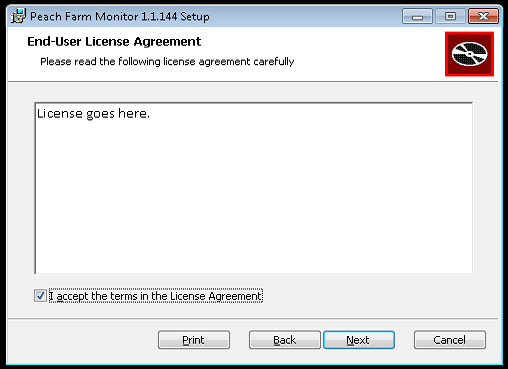 Peach Farm Monitor 1.1.144 Setup
End-User License Agreement
Please read the following license agreement carefully
License goes here.
I accept the terms in the License Agreement
Print Back Next Cancel